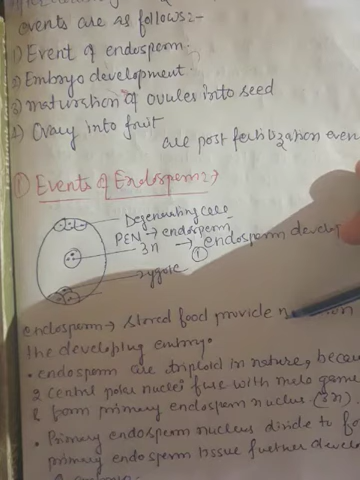 events are as follows:-
1) Event of endosperm.
2) Embryo development.
3) maturation of ovules into seed
4) Ovary into fruit
are post fertilization even
① Events of Endosperm:→
Degenerating cell
PEN → endosperm
3n → endosperm develop
①
zygote
endosperm → stored food provide
the developing embryo.
• endosperm are triploid in nature, becau
2 central polar nuclei fuse with male game
& form primary endosperm nucleus. (3n).
• Primary endosperm nucleus divide to fo
primary endosperm tissue further develo